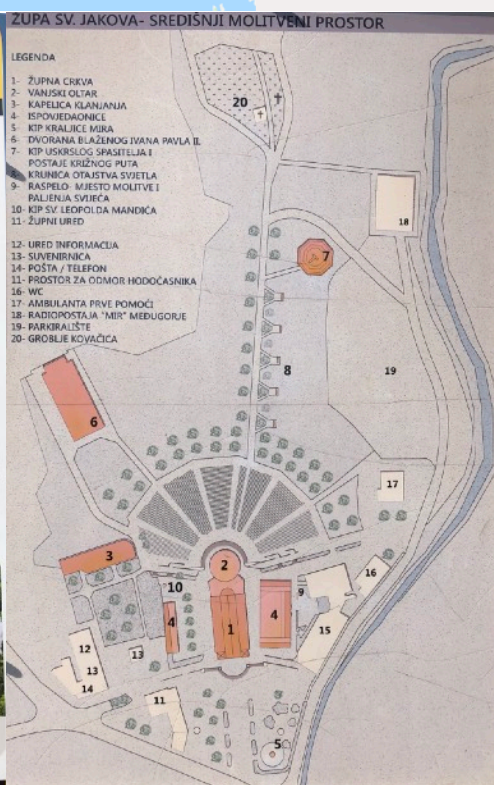 ŽUPA SV. JAKOVA- SREDIŠNJI MOLITVENI PROSTOR
LEGENDA
1- ŽUPNA CRKVA
2- VANJSKI OLTAR
3- KAPELICA KLANJANJA
4- ISPOVJEDAONICE
5- KIP KRALJICE MIRA
6- DVORANA BLAŽENOG IVANA PAVLA II.
7- KIP USKRSLOG SPASITELJA I
POSTAJE KRIŽNOG PUTA
8- KRUNICA OTAJSTVA SVJETLA
9- RASPELO- MJESTO MOLITVE I
PALJENJA SVIJEĆA
10- KIP SV. LEOPOLDA MANDIĆA
11- ŽUPNI URED
12- URED INFORMACIJA
13- SUVENIRNICA
14- POŠTA / TELEFON
11- PROSTOR ZA ODMOR HODOČASNIKA
16- WC
17- AMBULANTA PRVE POMOĆI
18- RADIOPOSTAJA "MIR" MEĐUGORJE
19- PARKIRALIŠTE
20- GROBLJE KOVAČICA
20
18
7
8
19
6
17
3
2
16
10
9
4
1
4
15
12
13
13
14
11
5